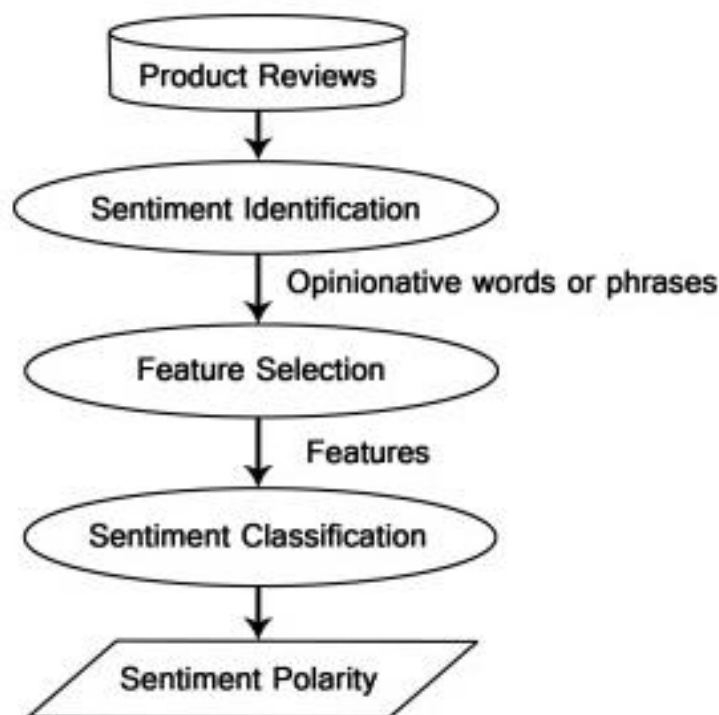 Product Reviews
Sentiment Identification
Opinionative words or phrases
Feature Selection
Features
Sentiment Classification
Sentiment Polarity